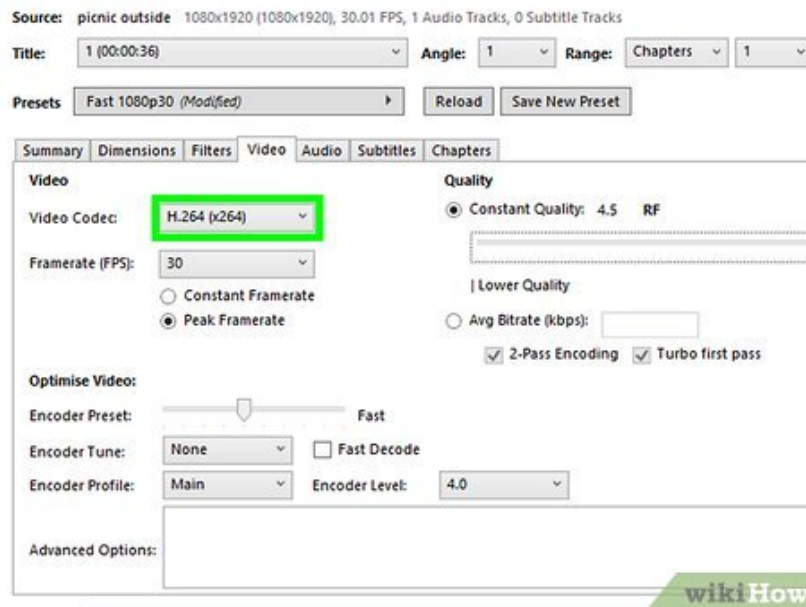 Source: picnic outside 1080x1920 (1080x1920), 30.01 FPS, 1 Audio Tracks, 0 Subtitle Tracks
Title: 1 (00:00:36) Angle: 1 Range: Chapters 1
Presets Fast 1080p30 (Modified) Reload Save New Preset
Summary Dimensions Filters Video Audio Subtitles Chapters
Video Quality
Video Codec: H.264 (x264) Constant Quality: 4.5 RF
Framerate (FPS): 30
| Lower Quality
Constant Framerate
Peak Framerate Avg Bitrate (kbps):
2-Pass Encoding Turbo first pass
Optimise Video:
Encoder Preset: Fast
Encoder Tune: None Fast Decode
Encoder Profile: Main Encoder Level: 4.0
Advanced Options:
wikiHow